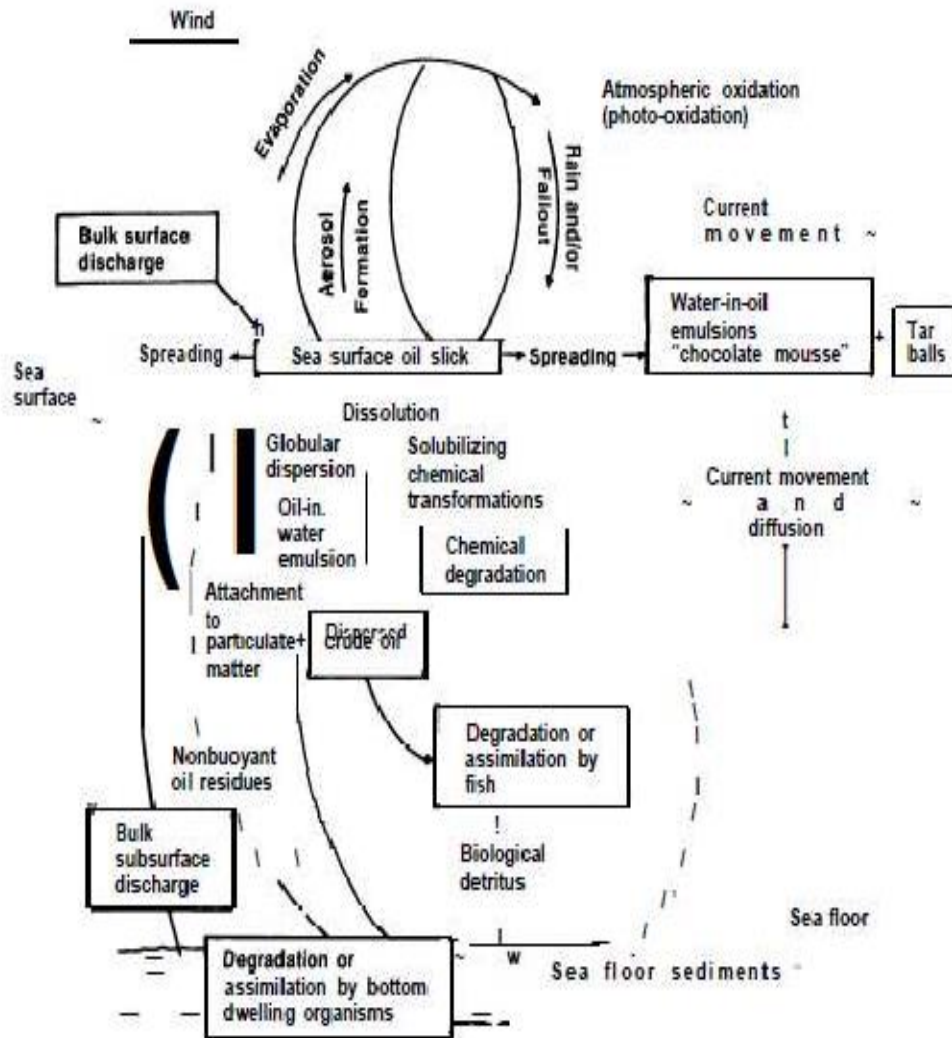 Wind
Evaporation
Aerosol
Formation
Rain and/or
Fallout
Atmospheric oxidation
(photo-oxidation)
Current
movement ~
Bulk surface
discharge
Spreading
Sea surface oil slick
Spreading
Water-in-oil
emulsions
"chocolate mousse"
+
Tar
balls
Sea
surface
~
Dissolution
Globular
dispersion
Oil-in.
water
emulsion
Solubilizing
chemical
transformations
Chemical
degradation
t
Current movement
~ a n d ~
diffusion
Attachment
to
particulate+
matter
Dispersed
crude oil
Degradation or
assimilation by
fish
Nonbuoyant
oil residues
Bulk
subsurface
discharge
Biological
detritus
Sea floor
Degradation or
assimilation by bottom
dwelling organisms
~
w
Sea floor sediments